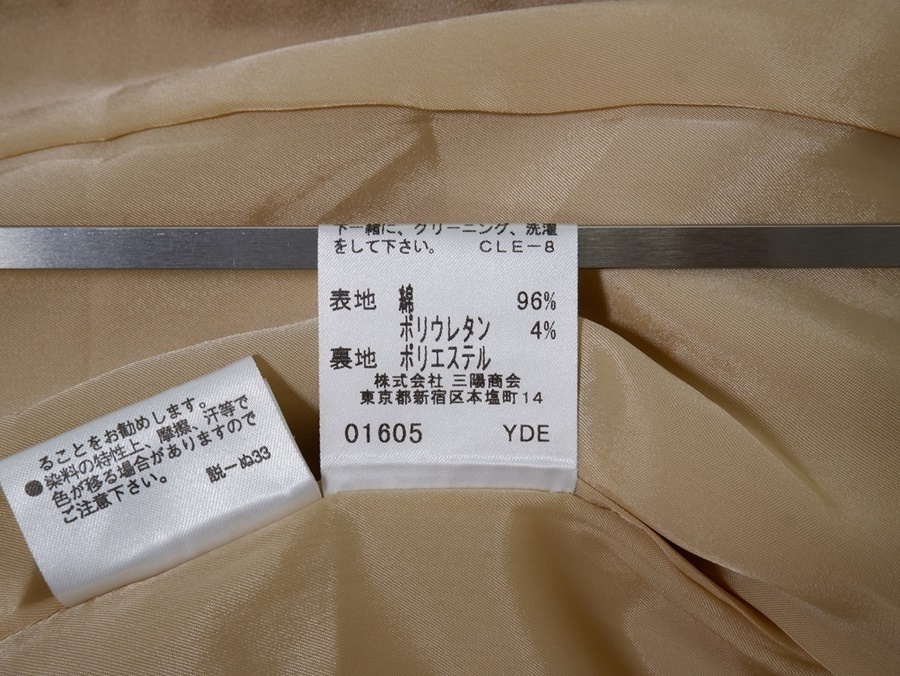 下一緒に、クリーニング、洗濯
をして下さい。 CLE-8
表地 綿 96%
ポリウレタン 4%
裏地 ポリエステル
株式会社 三陽商会
東京都新宿区本塩町14
01605 YDE
ることをお勧めします。
●染料の特性上、摩擦、汗等で
色が移る場合がありますので
ご注意下さい。 説ーぬ33